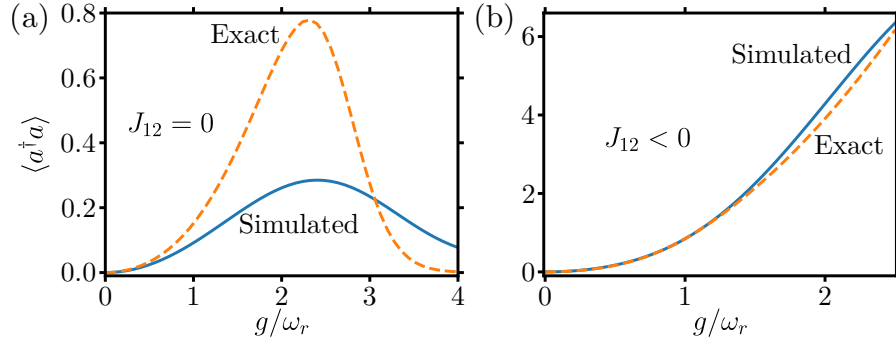 (a)
0.8
0.6
0.4
0.2
0.0
⟨a†a⟩
Exact
J₁₂ = 0
Simulated
0 1 2 3 4
g/ωᵣ
(b)
6
4
2
0
Simulated
J₁₂ < 0
Exact
0 1 2
g/ωᵣ